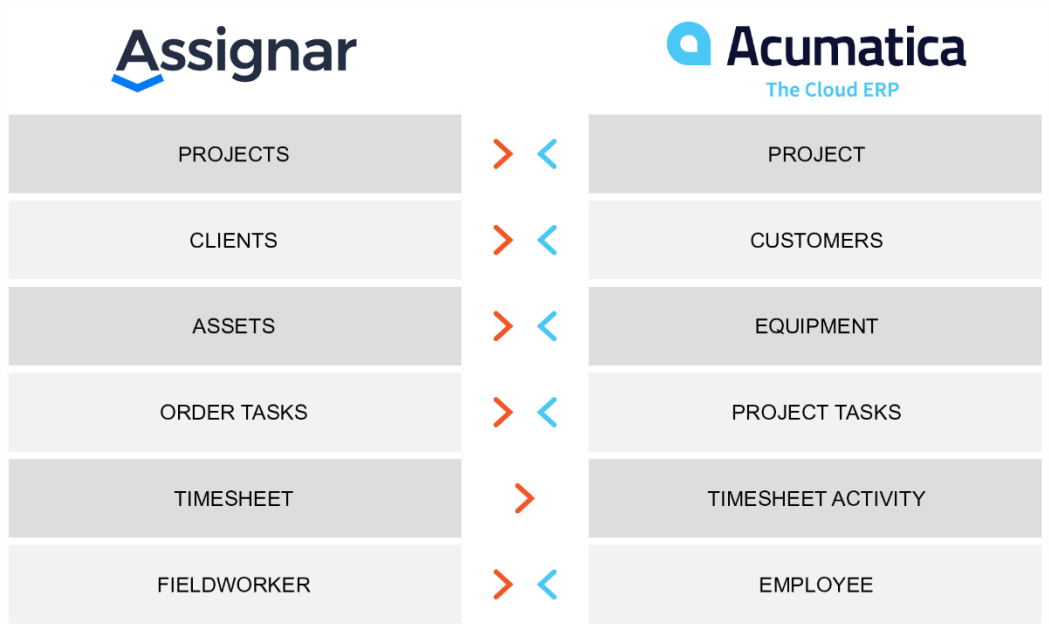 Assignar
Acumatica
The Cloud ERP
PROJECTS
PROJECT
CLIENTS
CUSTOMERS
ASSETS
EQUIPMENT
ORDER TASKS
PROJECT TASKS
TIMESHEET
TIMESHEET ACTIVITY
FIELDWORKER
EMPLOYEE